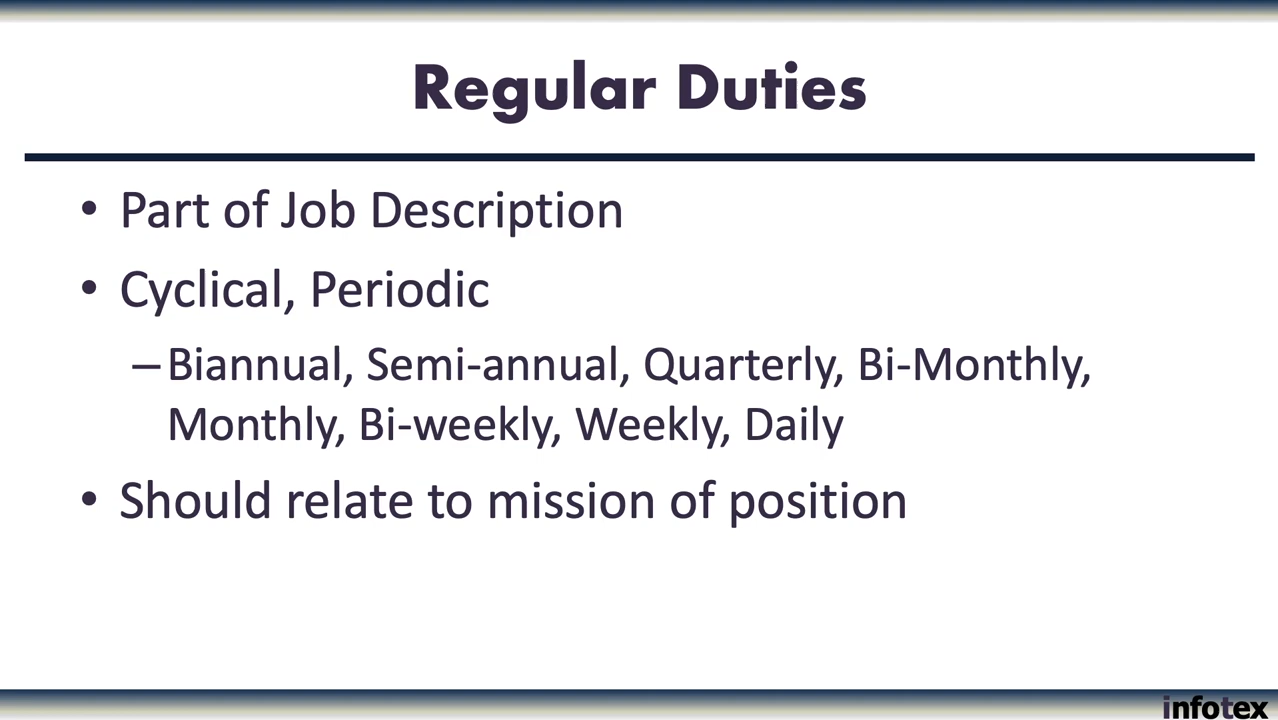 Regular Duties
• Part of Job Description
• Cyclical, Periodic
– Biannual, Semi-annual, Quarterly, Bi-Monthly,
Monthly, Bi-weekly, Weekly, Daily
• Should relate to mission of position
infotex